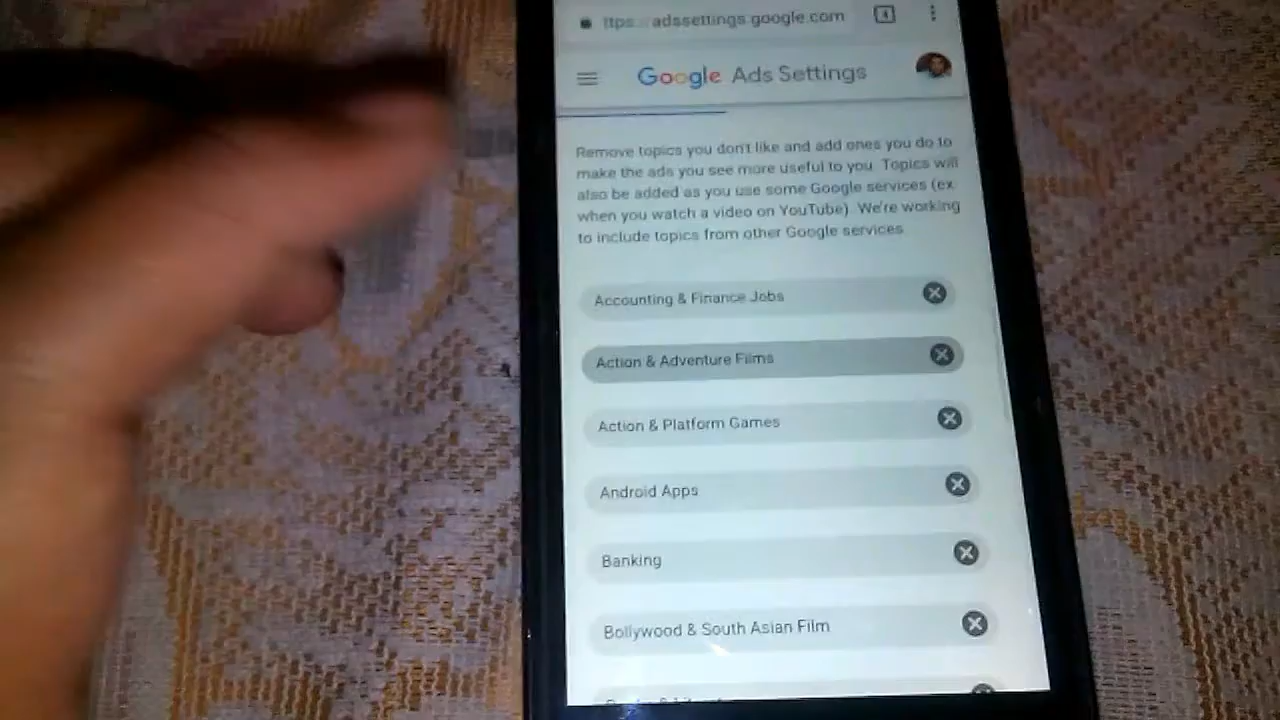 ttps://adssettings.google.com
4
Google Ads Settings
Remove topics you don't like and add ones you do to
make the ads you see more useful to you. Topics will
also be added as you use some Google services (ex.
when you watch a video on YouTube). We're working
to include topics from other Google services.
Accounting & Finance Jobs
Action & Adventure Films
Action & Platform Games
Android Apps
Banking
Bollywood & South Asian Film